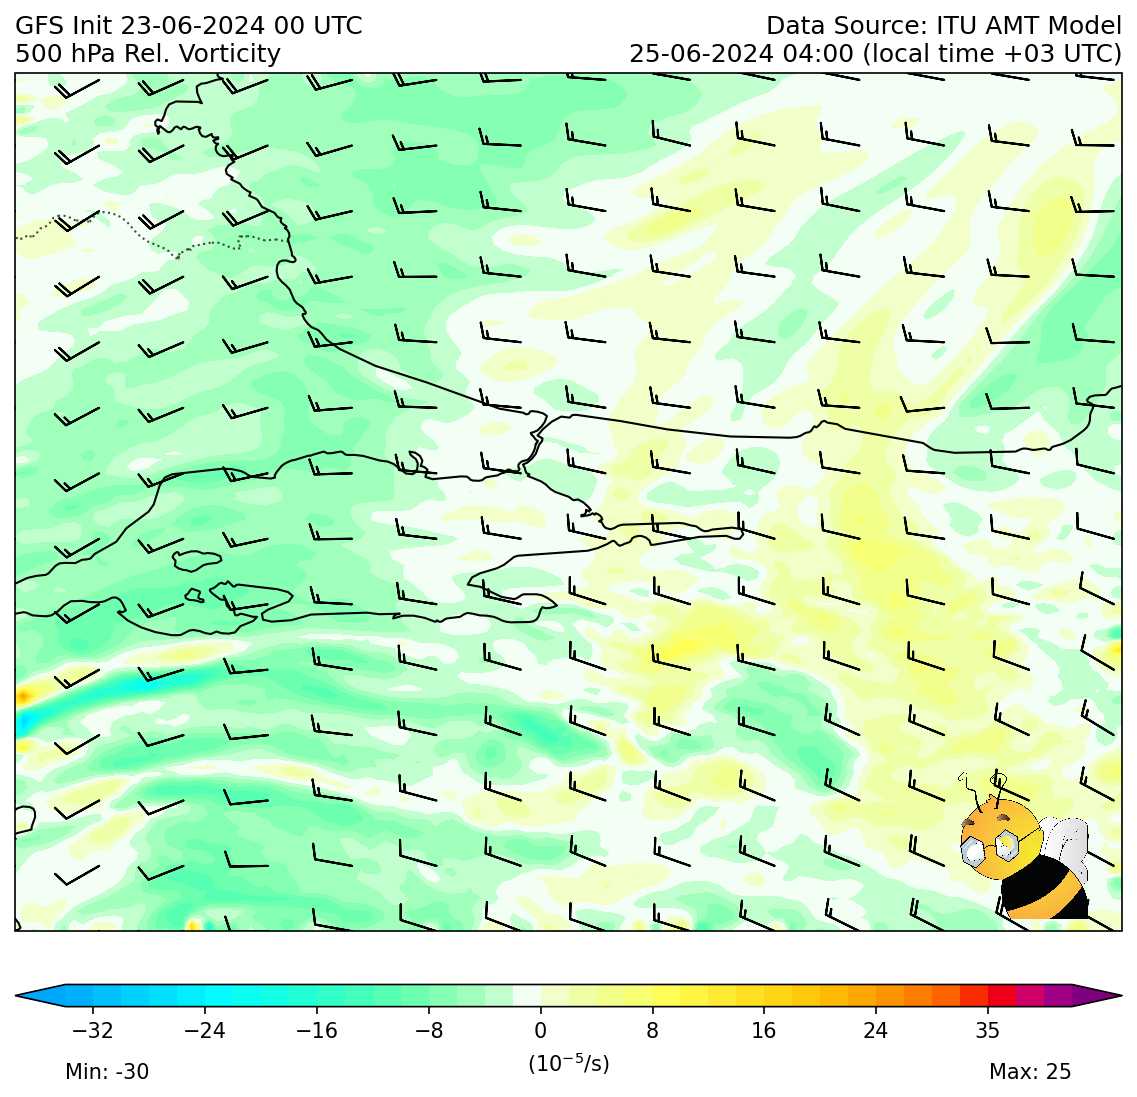 GFS Init 23-06-2024 00 UTC
Data Source: ITU AMT Model
500 hPa Rel. Vorticity
25-06-2024 04:00 (local time +03 UTC)
−32 −24 −16 −8 0 8 16 24 35
(10⁻⁵/s)
Min: -30
Max: 25